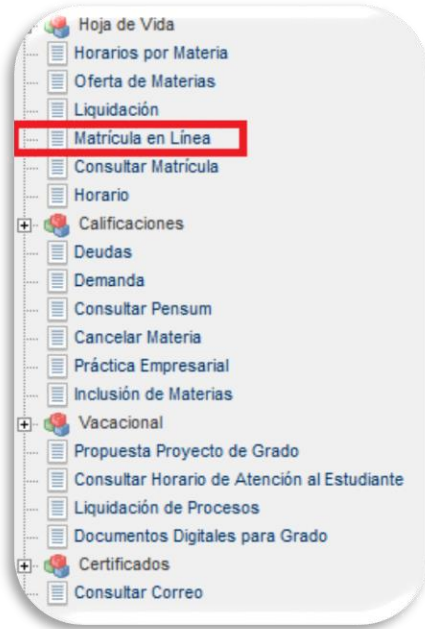 Hoja de Vida
Horarios por Materia
Oferta de Materias
Liquidación
Matrícula en Línea
Consultar Matrícula
Horario
Calificaciones
Deudas
Demanda
Consultar Pensum
Cancelar Materia
Práctica Empresarial
Inclusión de Materias
Vacacional
Propuesta Proyecto de Grado
Consultar Horario de Atención al Estudiante
Liquidación de Procesos
Documentos Digitales para Grado
Certificados
Consultar Correo